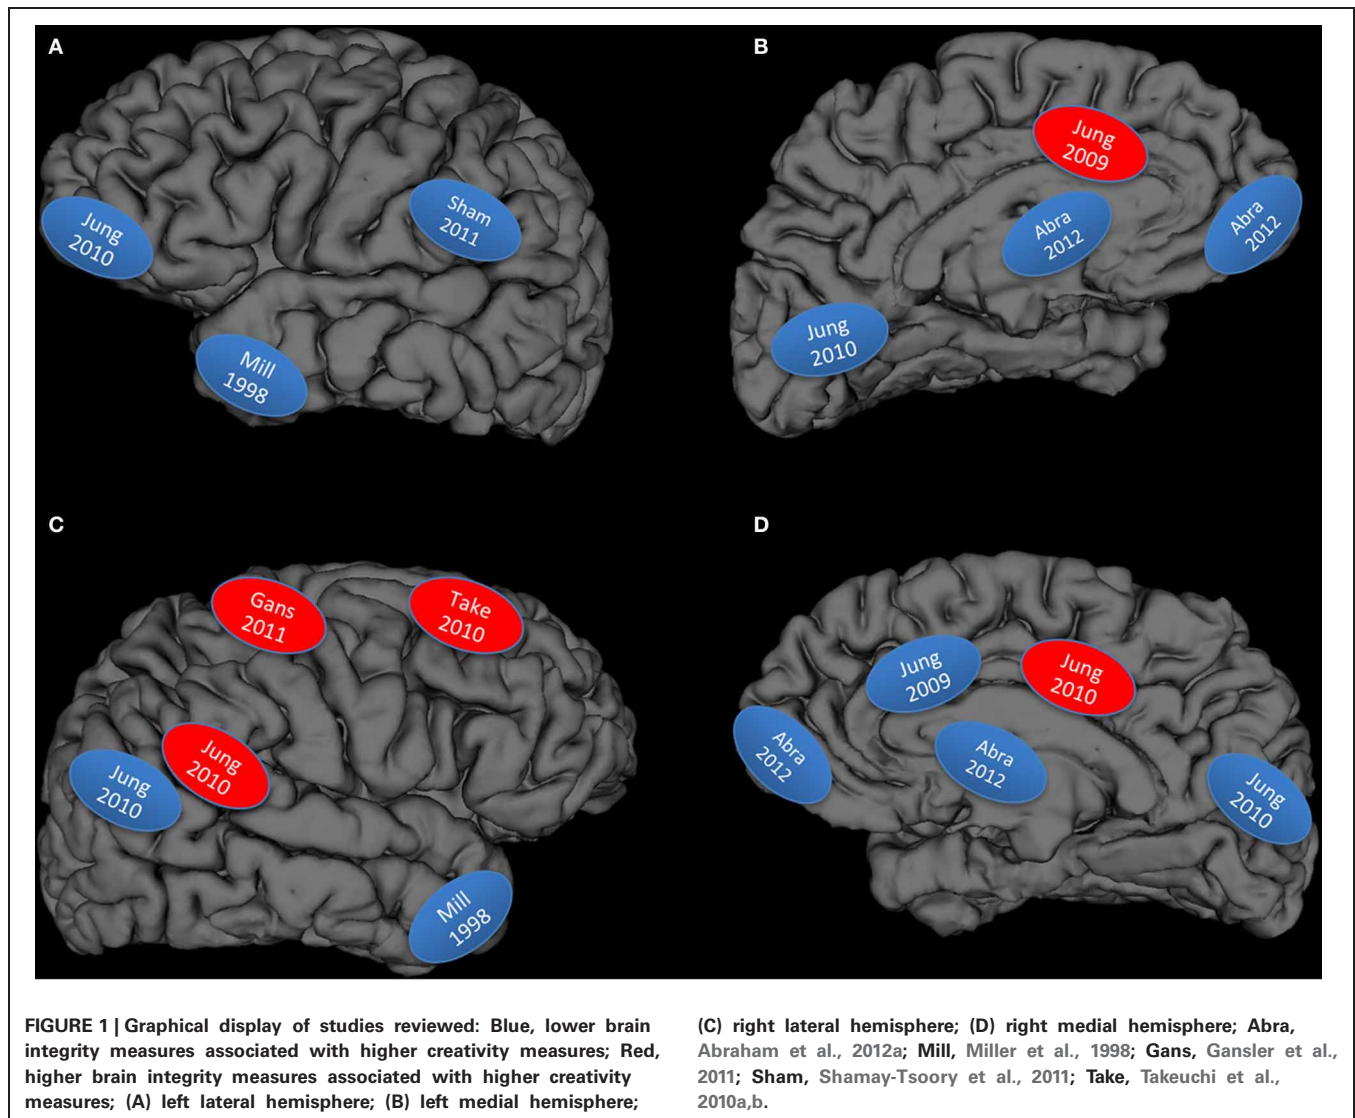 A
Jung
2010
Sham
2011
Mill
1998
B
Jung
2009
Abra
2012
Abra
2012
Jung
2010
C
Gans
2011
Take
2010
Jung
2010
Jung
2010
Mill
1998
D
Jung
2009
Jung
2010
Abra
2012
Abra
2012
Jung
2010
FIGURE 1 | Graphical display of studies reviewed: Blue, lower brain
integrity measures associated with higher creativity measures; Red,
higher brain integrity measures associated with higher creativity
measures; (A) left lateral hemisphere; (B) left medial hemisphere;
(C) right lateral hemisphere; (D) right medial hemisphere; Abra,
Abraham et al., 2012a; Mill, Miller et al., 1998; Gans, Gansler et al.,
2011; Sham, Shamay-Tsoory et al., 2011; Take, Takeuchi et al.,
2010a,b.